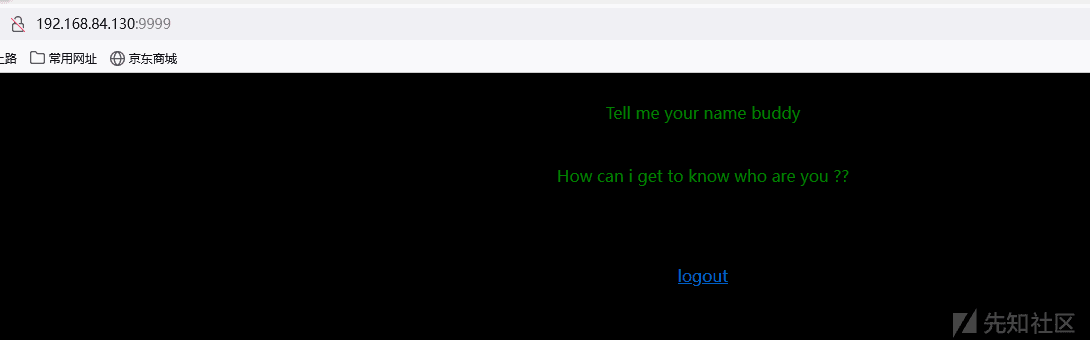 192.168.84.130:9999
上路 常用网址 京东商城
Tell me your name buddy
How can i get to know who are you ??
logout
先知社区